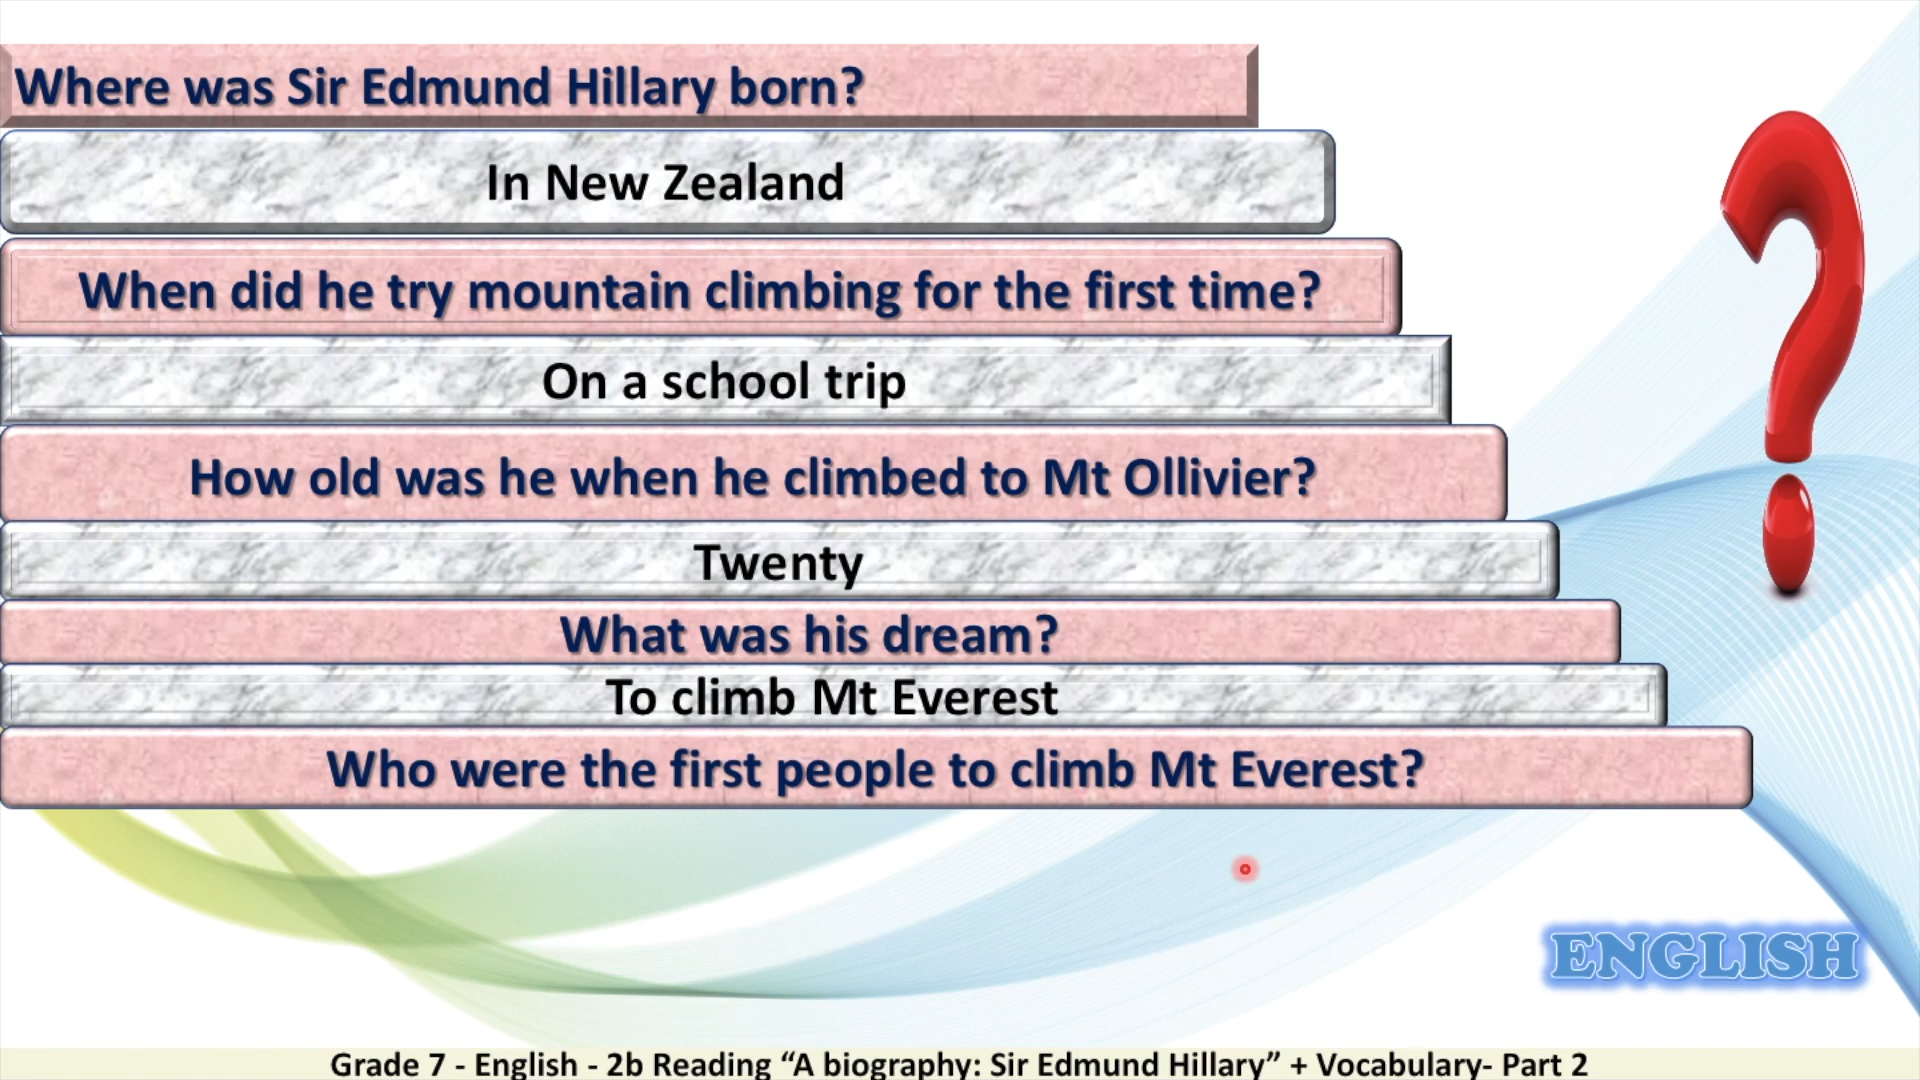 Where was Sir Edmund Hillary born?
In New Zealand
When did he try mountain climbing for the first time?
On a school trip
How old was he when he climbed to Mt Ollivier?
Twenty
What was his dream?
To climb Mt Everest
Who were the first people to climb Mt Everest?
ENGLISH
Grade 7 - English - 2b Reading “A biography: Sir Edmund Hillary” + Vocabulary- Part 2